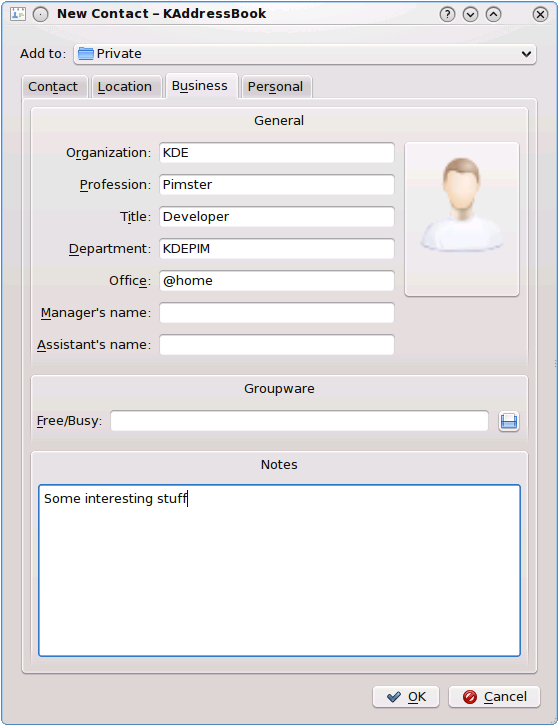 New Contact – KAddressBook
Add to: Private
Contact Location Business Personal
General
Organization: KDE
Profession: Pimster
Title: Developer
Department: KDEPIM
Office: @home
Manager's name:
Assistant's name:
Groupware
Free/Busy:
Notes
Some interesting stuff
OK Cancel